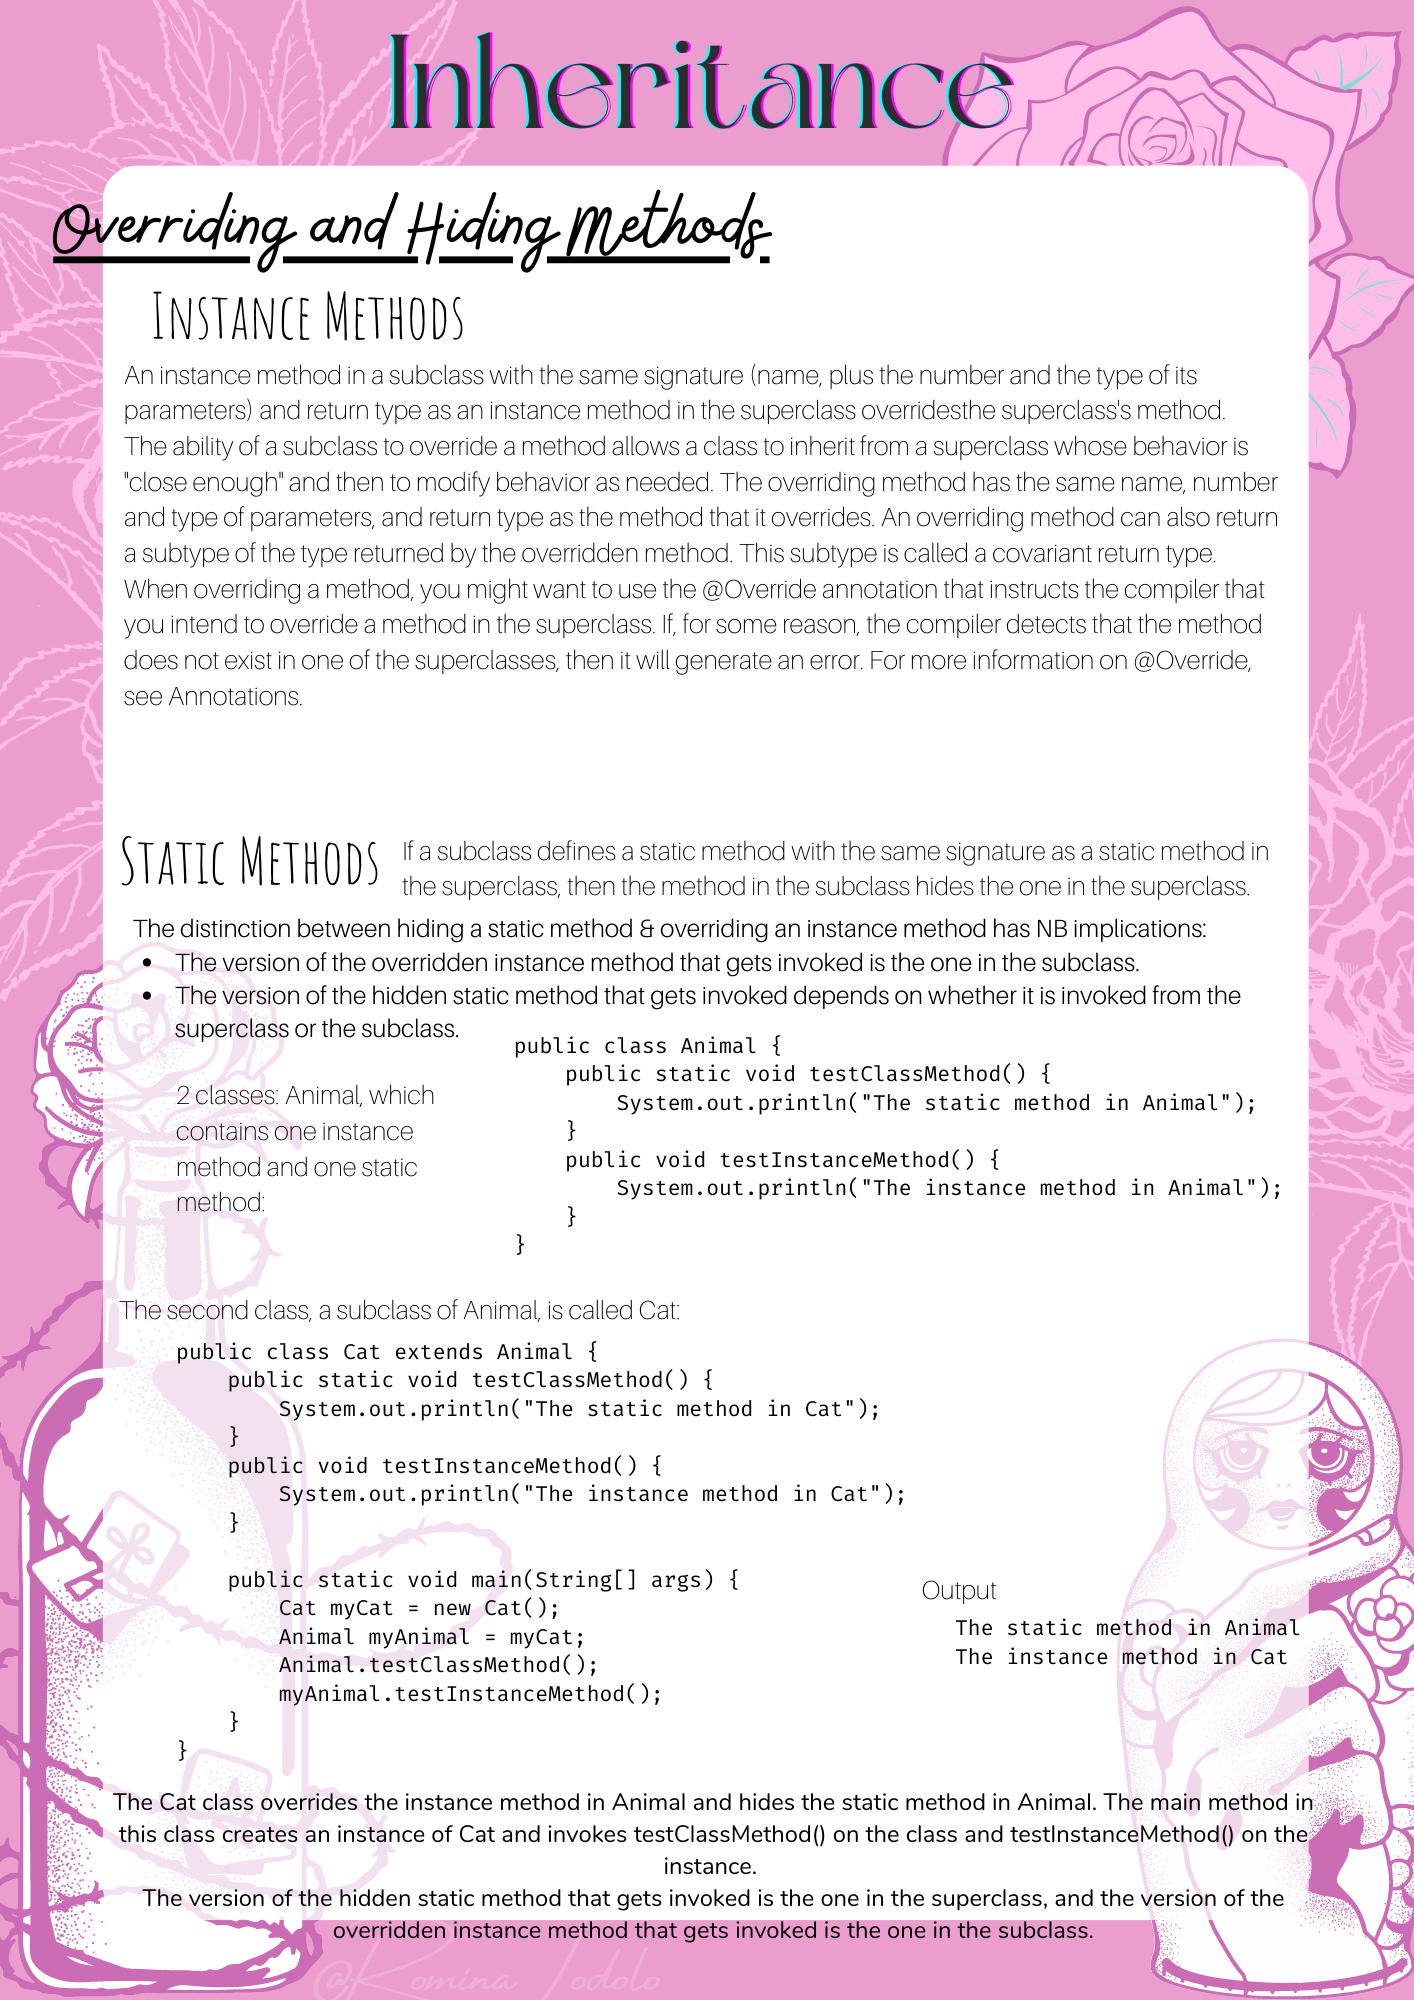 Inheritance
Overriding and Hiding Methods
Instance Methods
An instance method in a subclass with the same signature (name, plus the number and the type of its
parameters) and return type as an instance method in the superclass overridesthe superclass's method.
The ability of a subclass to override a method allows a class to inherit from a superclass whose behavior is
"close enough" and then to modify behavior as needed. The overriding method has the same name, number
and type of parameters, and return type as the method that it overrides. An overriding method can also return
a subtype of the type returned by the overridden method. This subtype is called a covariant return type.
When overriding a method, you might want to use the @Override annotation that instructs the compiler that
you intend to override a method in the superclass. If, for some reason, the compiler detects that the method
does not exist in one of the superclasses, then it will generate an error. For more information on @Override,
see Annotations.
Static Methods
If a subclass defines a static method with the same signature as a static method in
the superclass, then the method in the subclass hides the one in the superclass.
The distinction between hiding a static method & overriding an instance method has NB implications:
• The version of the overridden instance method that gets invoked is the one in the subclass.
• The version of the hidden static method that gets invoked depends on whether it is invoked from the
superclass or the subclass.
2 classes: Animal, which
contains one instance
method and one static
method:
public class Animal {
    public static void testClassMethod() {
        System.out.println("The static method in Animal");
    }
    public void testInstanceMethod() {
        System.out.println("The instance method in Animal");
    }
}
The second class, a subclass of Animal, is called Cat:
public class Cat extends Animal {
    public static void testClassMethod() {
        System.out.println("The static method in Cat");
    }
    public void testInstanceMethod() {
        System.out.println("The instance method in Cat");
    }
    public static void main(String[] args) {
        Cat myCat = new Cat();
        Animal myAnimal = myCat;
        Animal.testClassMethod();
        myAnimal.testInstanceMethod();
    }
}
Output
The static method in Animal
The instance method in Cat
The Cat class overrides the instance method in Animal and hides the static method in Animal. The main method in
this class creates an instance of Cat and invokes testClassMethod() on the class and testInstanceMethod() on the
instance.
The version of the hidden static method that gets invoked is the one in the superclass, and the version of the
overridden instance method that gets invoked is the one in the subclass.
@Romina Iodolo